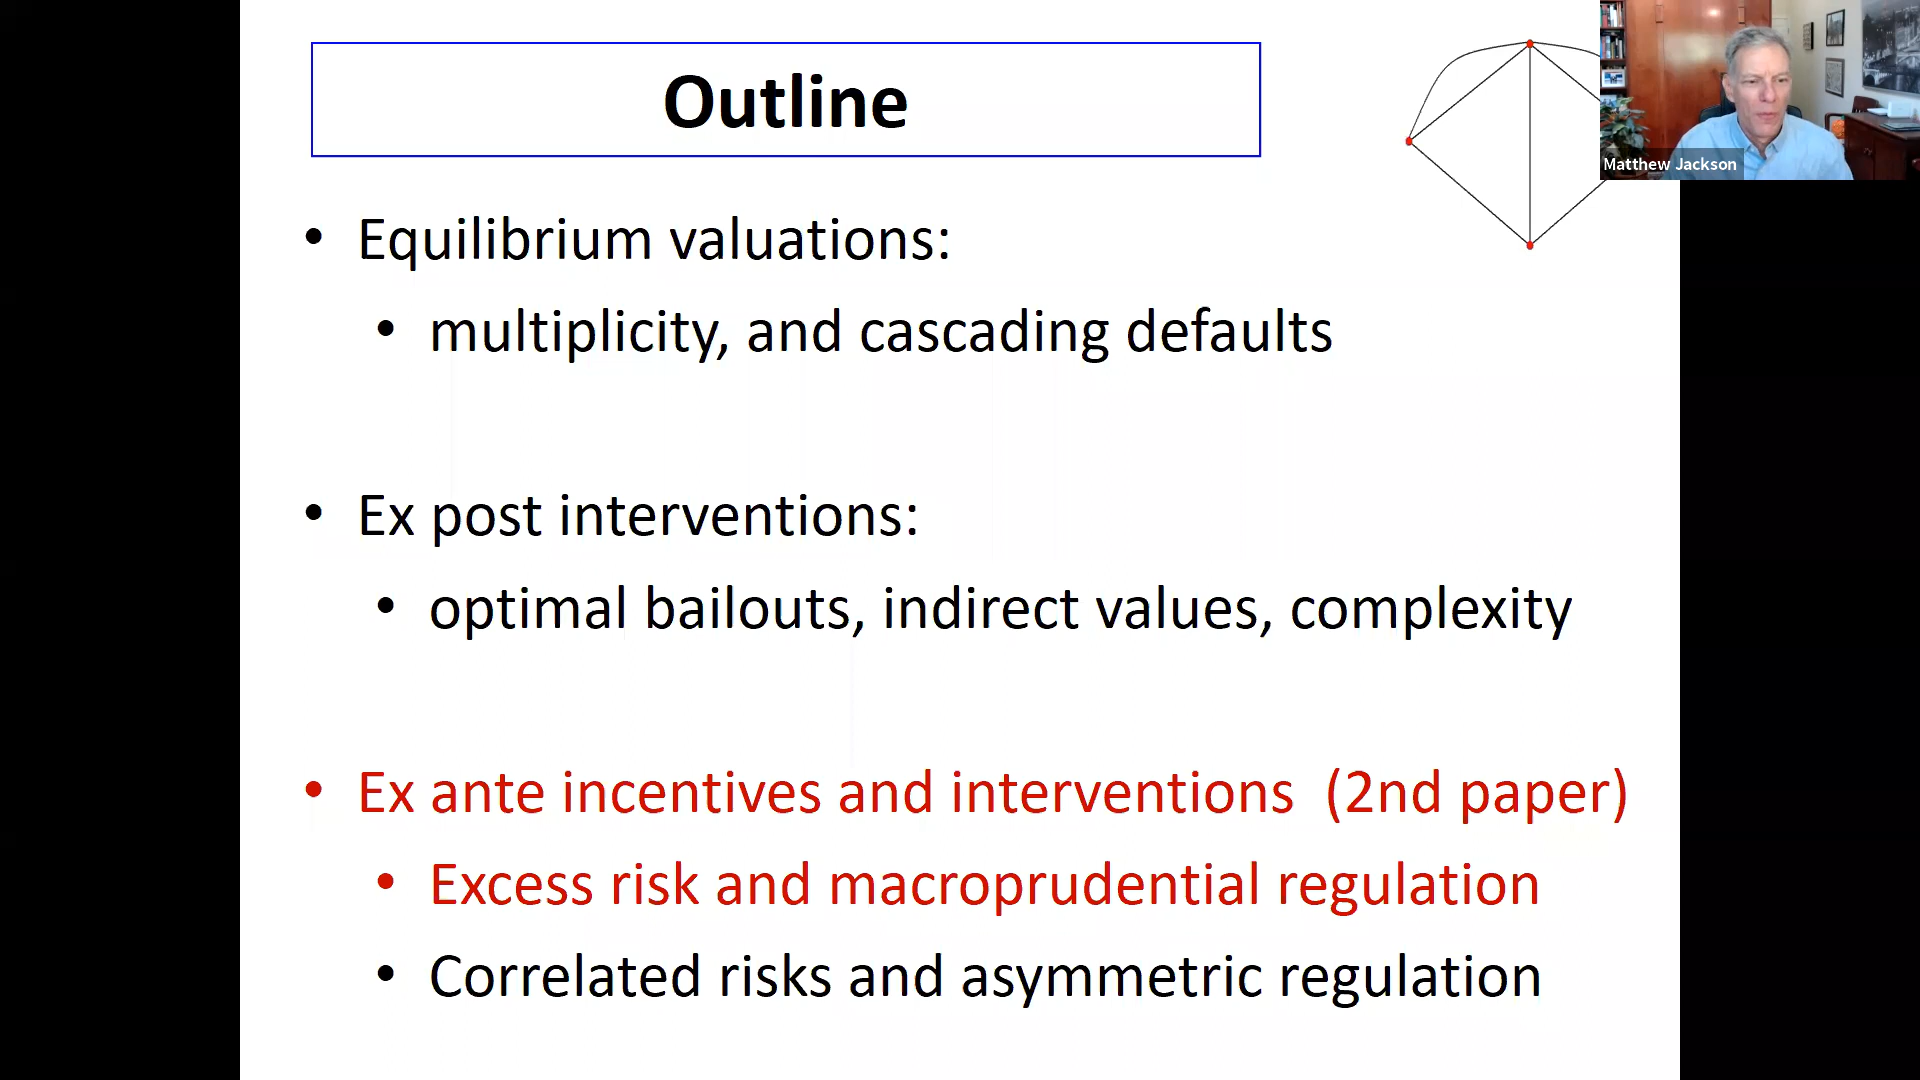 Outline
Matthew Jackson
• Equilibrium valuations:
• multiplicity, and cascading defaults
• Ex post interventions:
• optimal bailouts, indirect values, complexity
• Ex ante incentives and interventions (2nd paper)
• Excess risk and macroprudential regulation
• Correlated risks and asymmetric regulation